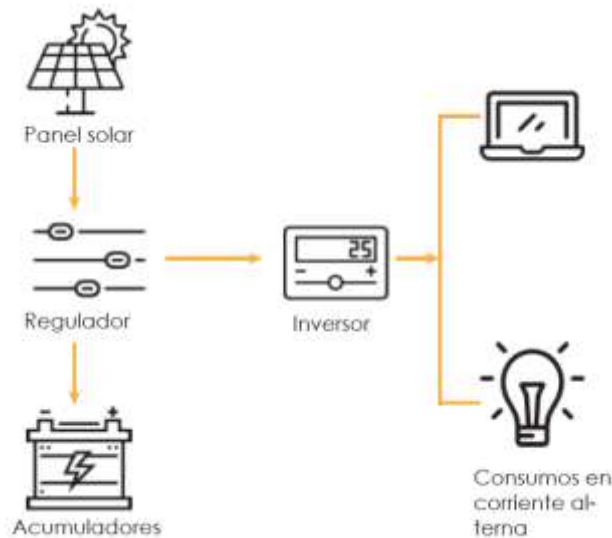 Panel solar
Regulador
25
- +
Inversor
- +
Acumuladores
Consumos en
corriente al-
terna